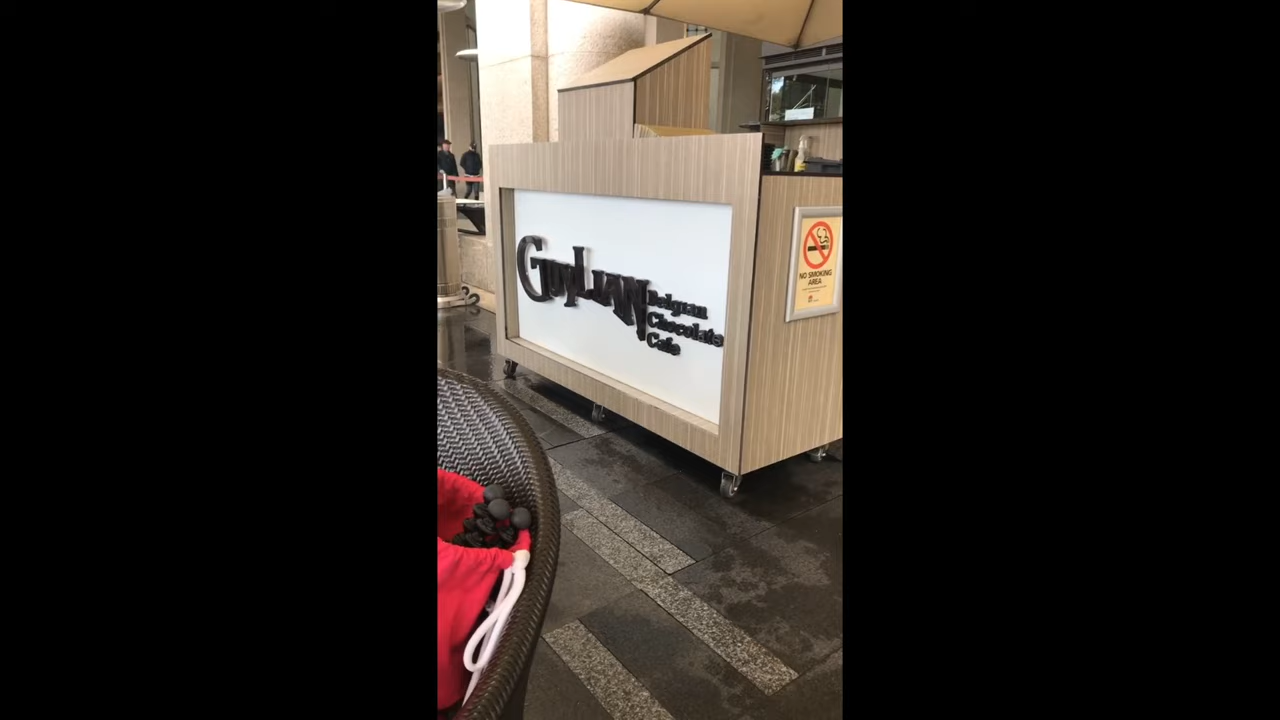 GuyLiAN
Belgian
Chocolate
Cafe
NO SMOKING
AREA